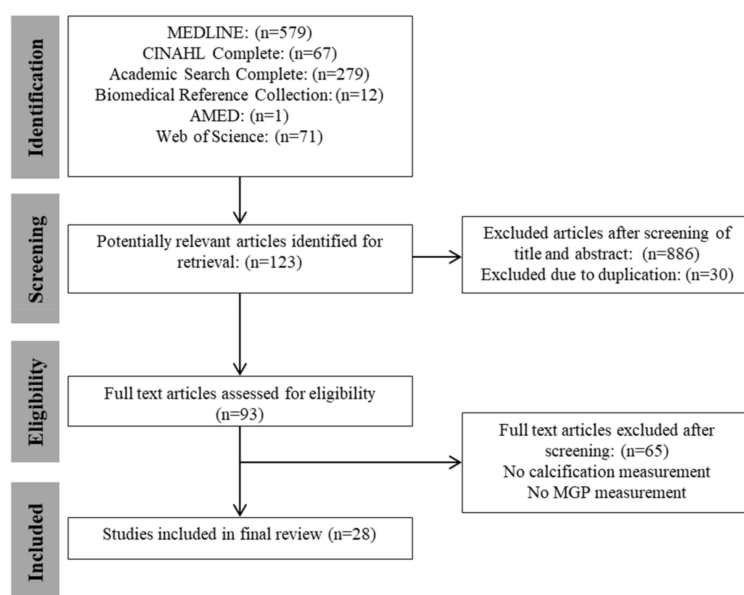 Identification
MEDLINE: (n=579)
CINAHL Complete: (n=67)
Academic Search Complete: (n=279)
Biomedical Reference Collection: (n=12)
AMED: (n=1)
Web of Science: (n=71)
Screening
Potentially relevant articles identified for
retrieval: (n=123)
Excluded articles after screening of
title and abstract: (n=886)
Excluded due to duplication: (n=30)
Eligibility
Full text articles assessed for eligibility
(n=93)
Full text articles excluded after
screening: (n=65)
No calcification measurement
No MGP measurement
Included
Studies included in final review (n=28)